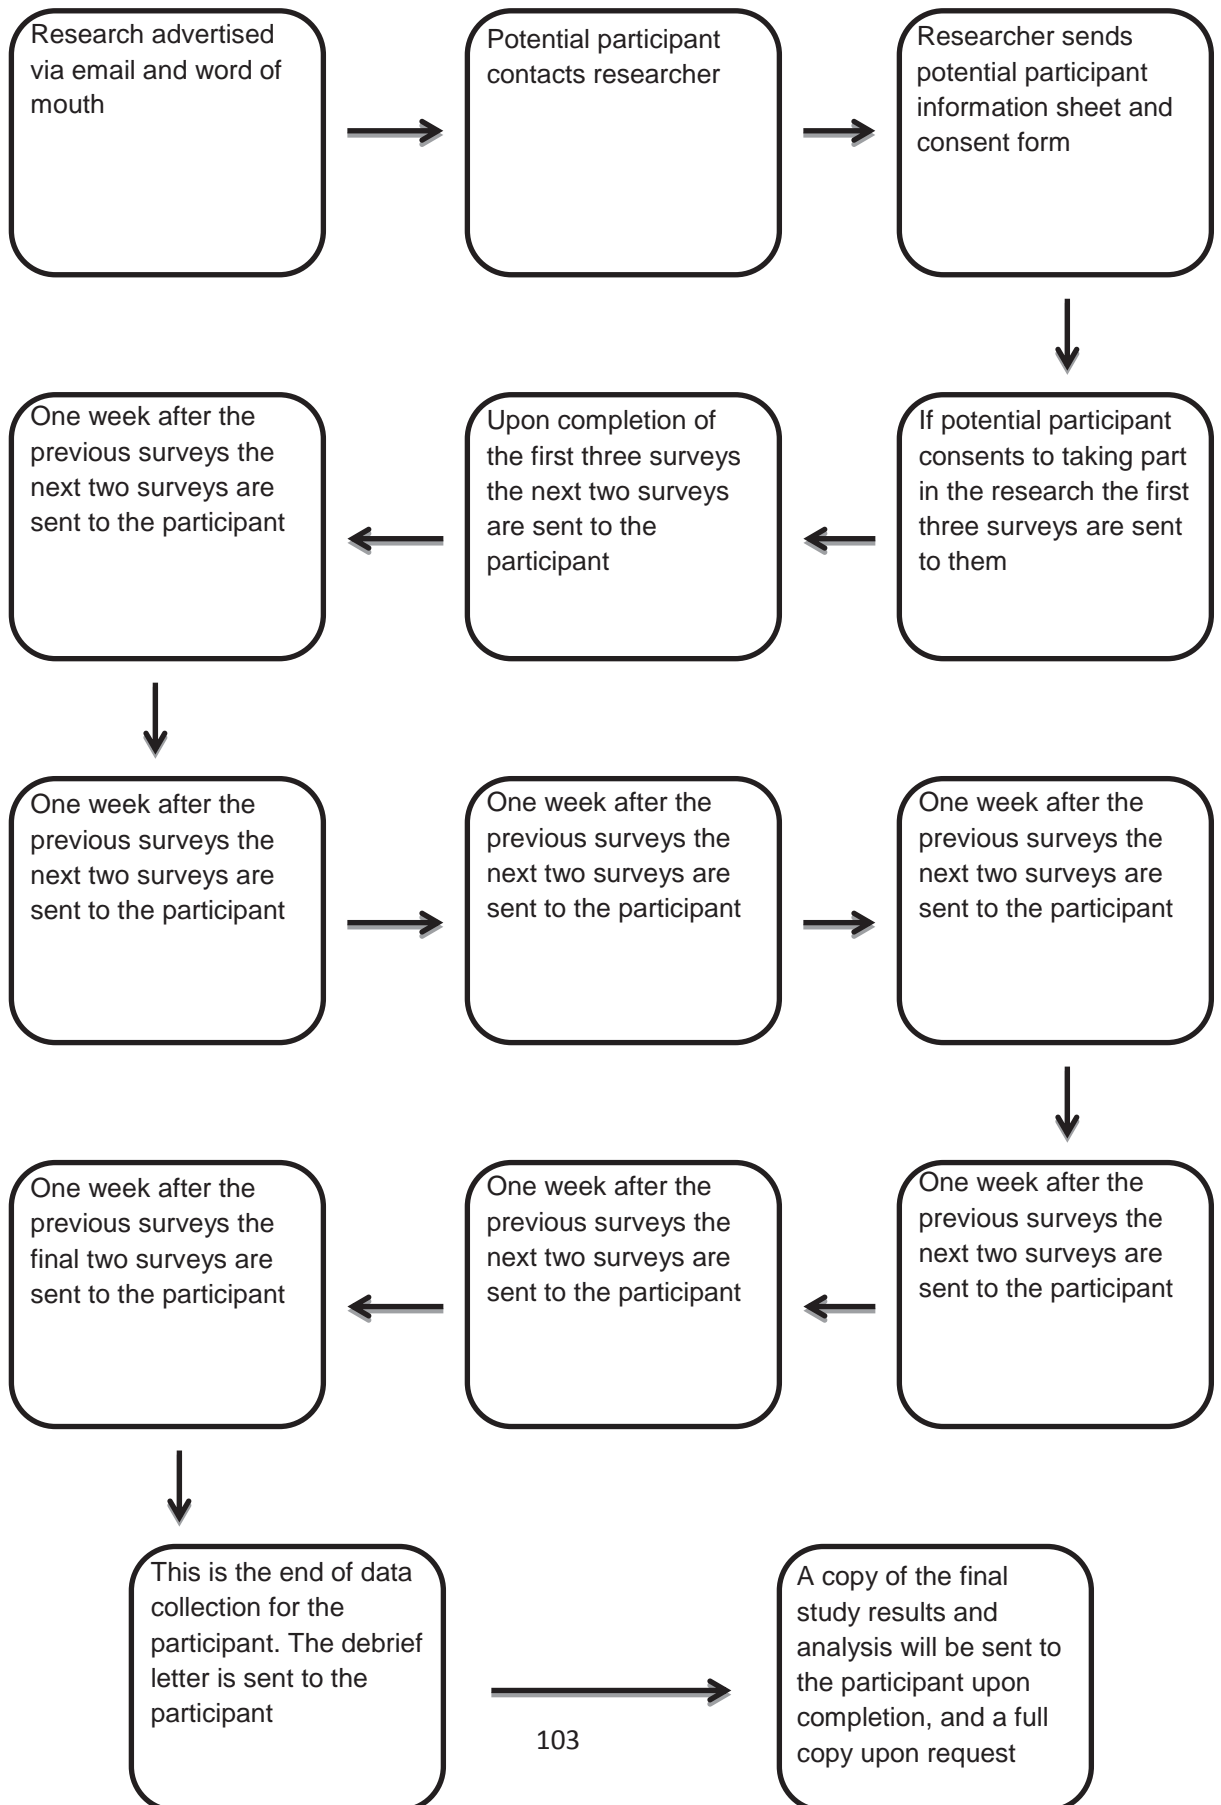 Research advertised
via email and word of
mouth
Potential participant
contacts researcher
Researcher sends
potential participant
information sheet and
consent form
If potential participant
consents to taking part
in the research the first
three surveys are sent
to them
Upon completion of
the first three surveys
the next two surveys
are sent to the
participant
One week after the
previous surveys the
next two surveys are
sent to the participant
One week after the
previous surveys the
next two surveys are
sent to the participant
One week after the
previous surveys the
next two surveys are
sent to the participant
One week after the
previous surveys the
next two surveys are
sent to the participant
One week after the
previous surveys the
next two surveys are
sent to the participant
One week after the
previous surveys the
next two surveys are
sent to the participant
One week after the
previous surveys the
final two surveys are
sent to the participant
This is the end of data
collection for the
participant. The debrief
letter is sent to the
participant
A copy of the final
study results and
analysis will be sent to
the participant upon
completion, and a full
copy upon request
103